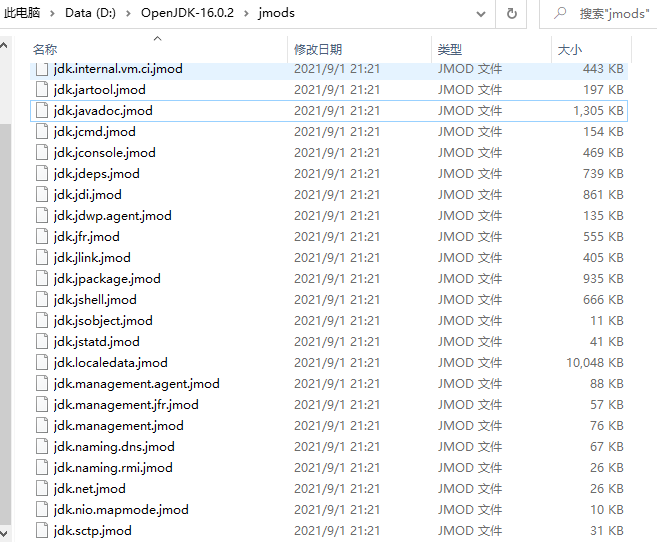 此电脑 > Data (D:) > OpenJDK-16.0.2 > jmods 搜索"jmods"
名称 修改日期 类型 大小
jdk.internal.vm.ci.jmod 2021/9/1 21:21 JMOD 文件 443 KB
jdk.jartool.jmod 2021/9/1 21:21 JMOD 文件 197 KB
jdk.javadoc.jmod 2021/9/1 21:21 JMOD 文件 1,305 KB
jdk.jcmd.jmod 2021/9/1 21:21 JMOD 文件 154 KB
jdk.jconsole.jmod 2021/9/1 21:21 JMOD 文件 469 KB
jdk.jdeps.jmod 2021/9/1 21:21 JMOD 文件 739 KB
jdk.jdi.jmod 2021/9/1 21:21 JMOD 文件 861 KB
jdk.jdwp.agent.jmod 2021/9/1 21:21 JMOD 文件 135 KB
jdk.jfr.jmod 2021/9/1 21:21 JMOD 文件 555 KB
jdk.jlink.jmod 2021/9/1 21:21 JMOD 文件 405 KB
jdk.jpackage.jmod 2021/9/1 21:21 JMOD 文件 935 KB
jdk.jshell.jmod 2021/9/1 21:21 JMOD 文件 666 KB
jdk.jsobject.jmod 2021/9/1 21:21 JMOD 文件 11 KB
jdk.jstatd.jmod 2021/9/1 21:21 JMOD 文件 41 KB
jdk.localedata.jmod 2021/9/1 21:21 JMOD 文件 10,048 KB
jdk.management.agent.jmod 2021/9/1 21:21 JMOD 文件 88 KB
jdk.management.jfr.jmod 2021/9/1 21:21 JMOD 文件 57 KB
jdk.management.jmod 2021/9/1 21:21 JMOD 文件 76 KB
jdk.naming.dns.jmod 2021/9/1 21:21 JMOD 文件 67 KB
jdk.naming.rmi.jmod 2021/9/1 21:21 JMOD 文件 26 KB
jdk.net.jmod 2021/9/1 21:21 JMOD 文件 26 KB
jdk.nio.mapmode.jmod 2021/9/1 21:21 JMOD 文件 10 KB
jdk.sctp.jmod 2021/9/1 21:21 JMOD 文件 31 KB